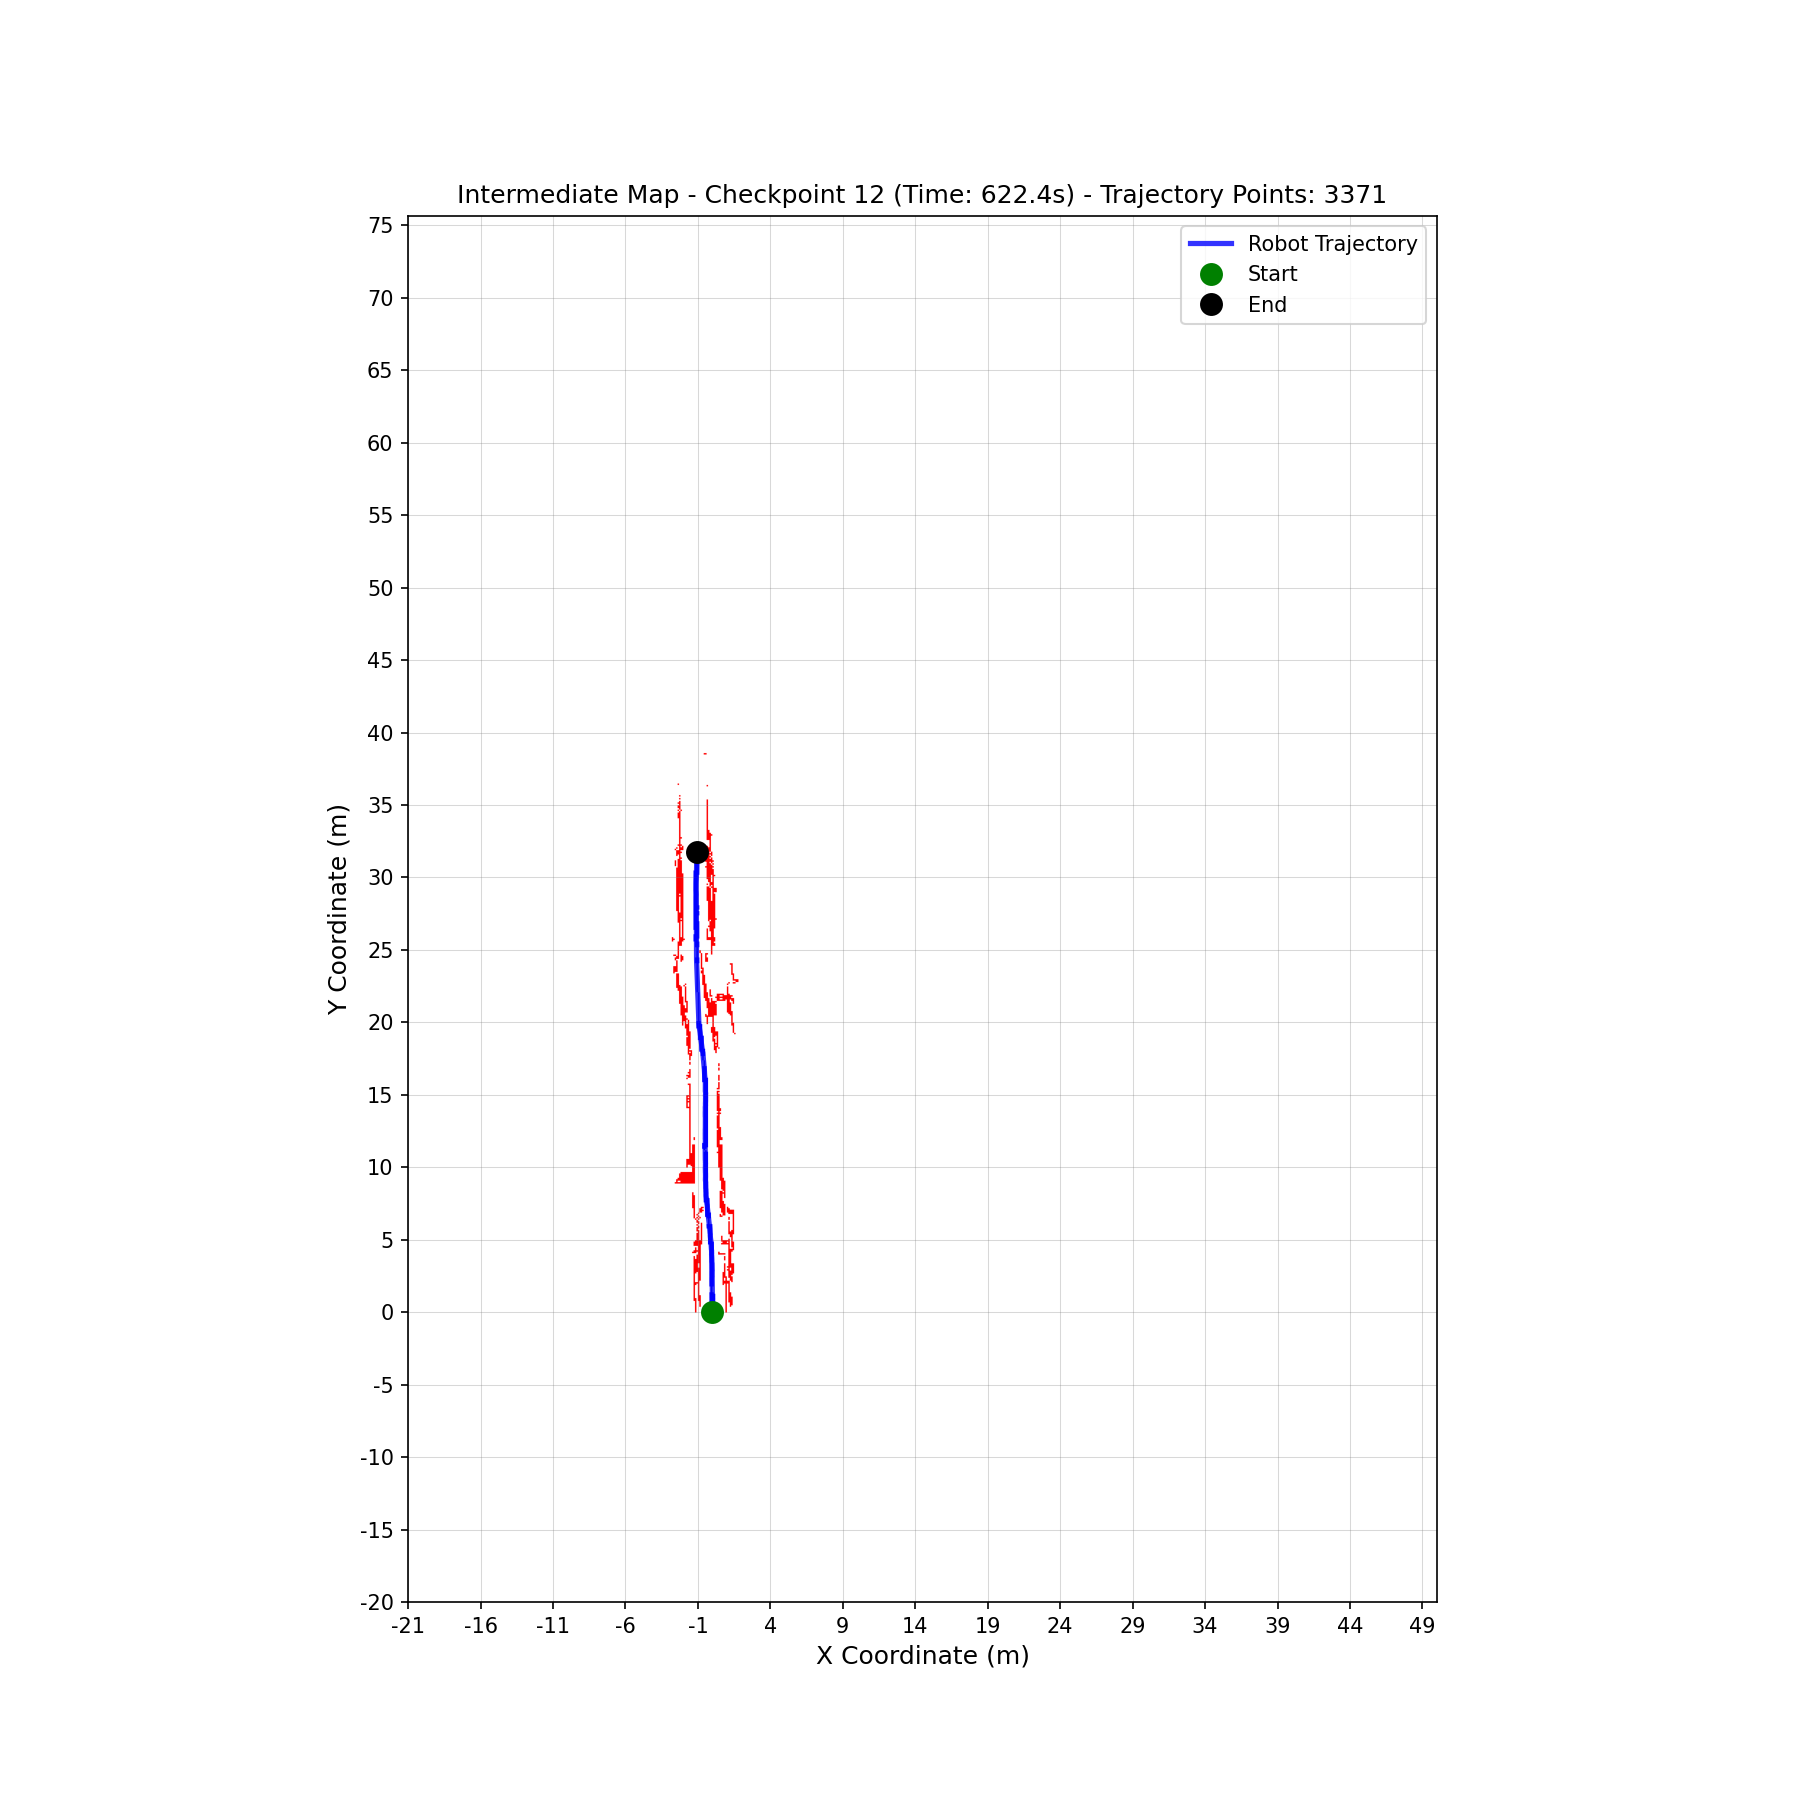 Intermediate Map - Checkpoint 12 (Time: 622.4s) - Trajectory Points: 3371
Robot Trajectory
Start
End
75
70
65
60
55
50
45
40
35
30
25
20
15
10
5
0
-5
-10
-15
-20
Y Coordinate (m)
-21 -16 -11 -6 -1 4 9 14 19 24 29 34 39 44 49
X Coordinate (m)